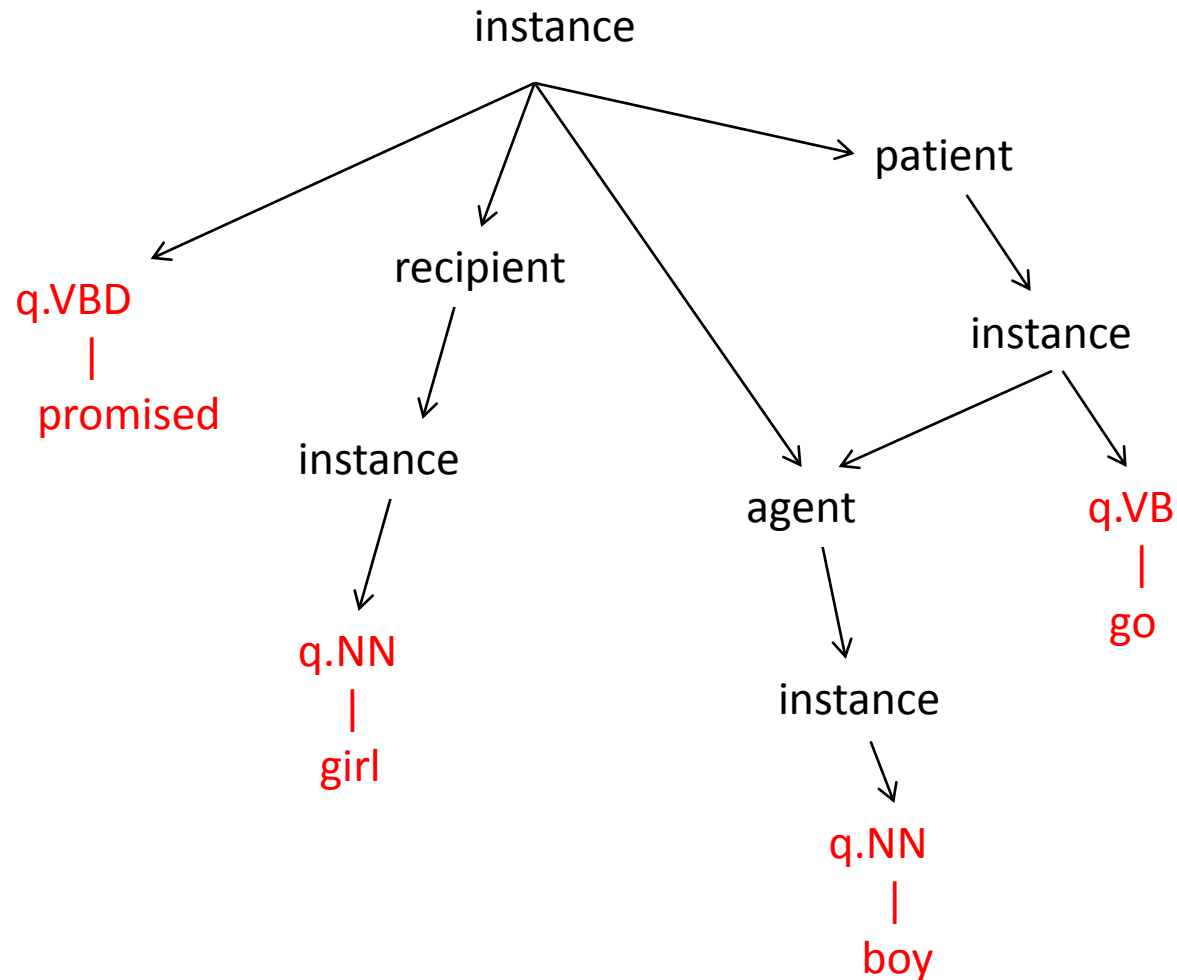 instance
patient
recipient
q.VBD
|
promised
instance
instance
agent
q.VB
|
go
q.NN
|
girl
instance
q.NN
|
boy